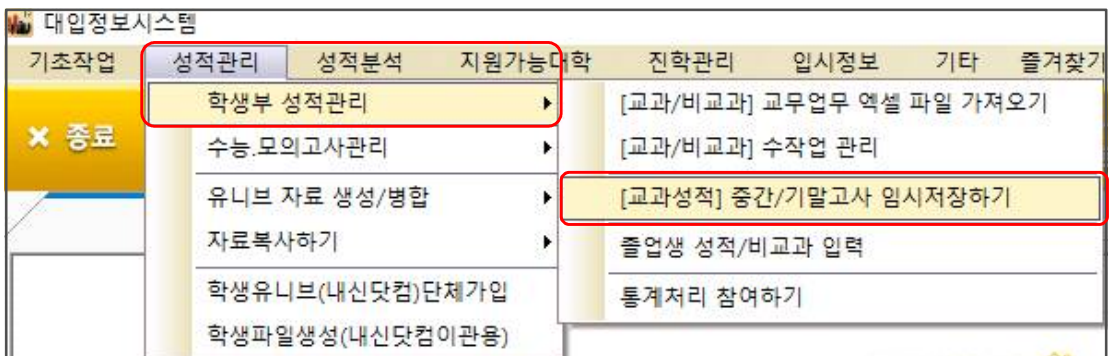 대입정보시스템
기초작업 성적관리 성적분석 지원가능대학 진학관리 입시정보 기타 즐겨찾기
✖ 종료
학생부 성적관리
수능.모의고사관리
유니브 자료 생성/병합
자료복사하기
학생유니브(내신닷컴)단체가입
학생파일생성(내신닷컴이관용)
[교과/비교과] 교무업무 엑셀 파일 가져오기
[교과/비교과] 수작업 관리
[교과성적] 중간/기말고사 임시저장하기
졸업생 성적/비교과 입력
통계처리 참여하기